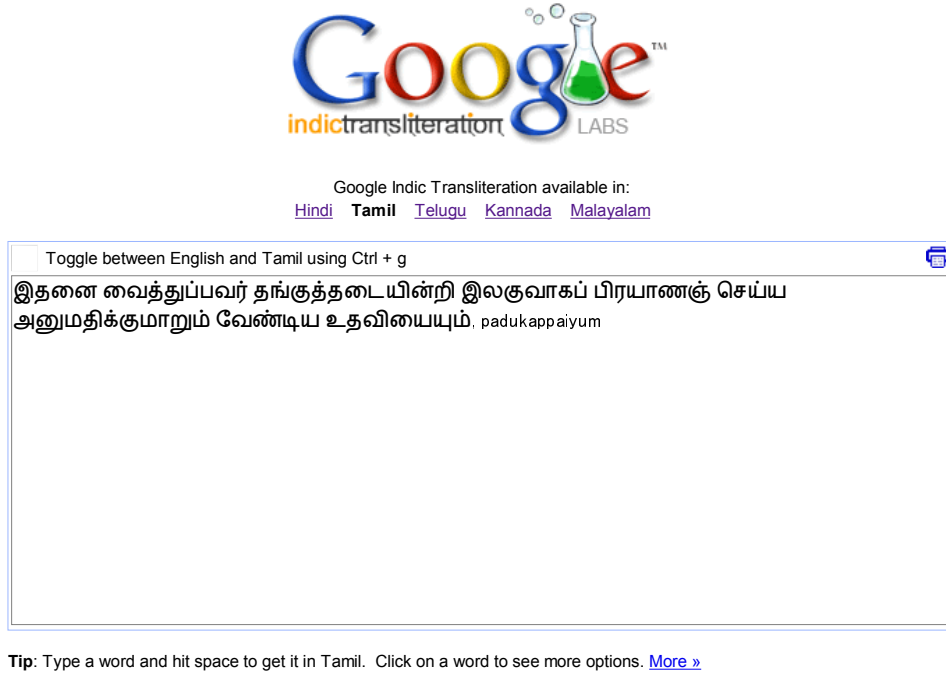 Google™
indictransliteration LABS
Google Indic Transliteration available in:
Hindi Tamil Telugu Kannada Malayalam
Toggle between English and Tamil using Ctrl + g
இதனை வைத்துப்பவர் தங்குத்தடையின்றி இலகுவாகப் பிரயாணஞ் செய்ய
அனுமதிக்குமாறும் வேண்டிய உதவியையும், padukappaiyum
Tip: Type a word and hit space to get it in Tamil. Click on a word to see more options. More »